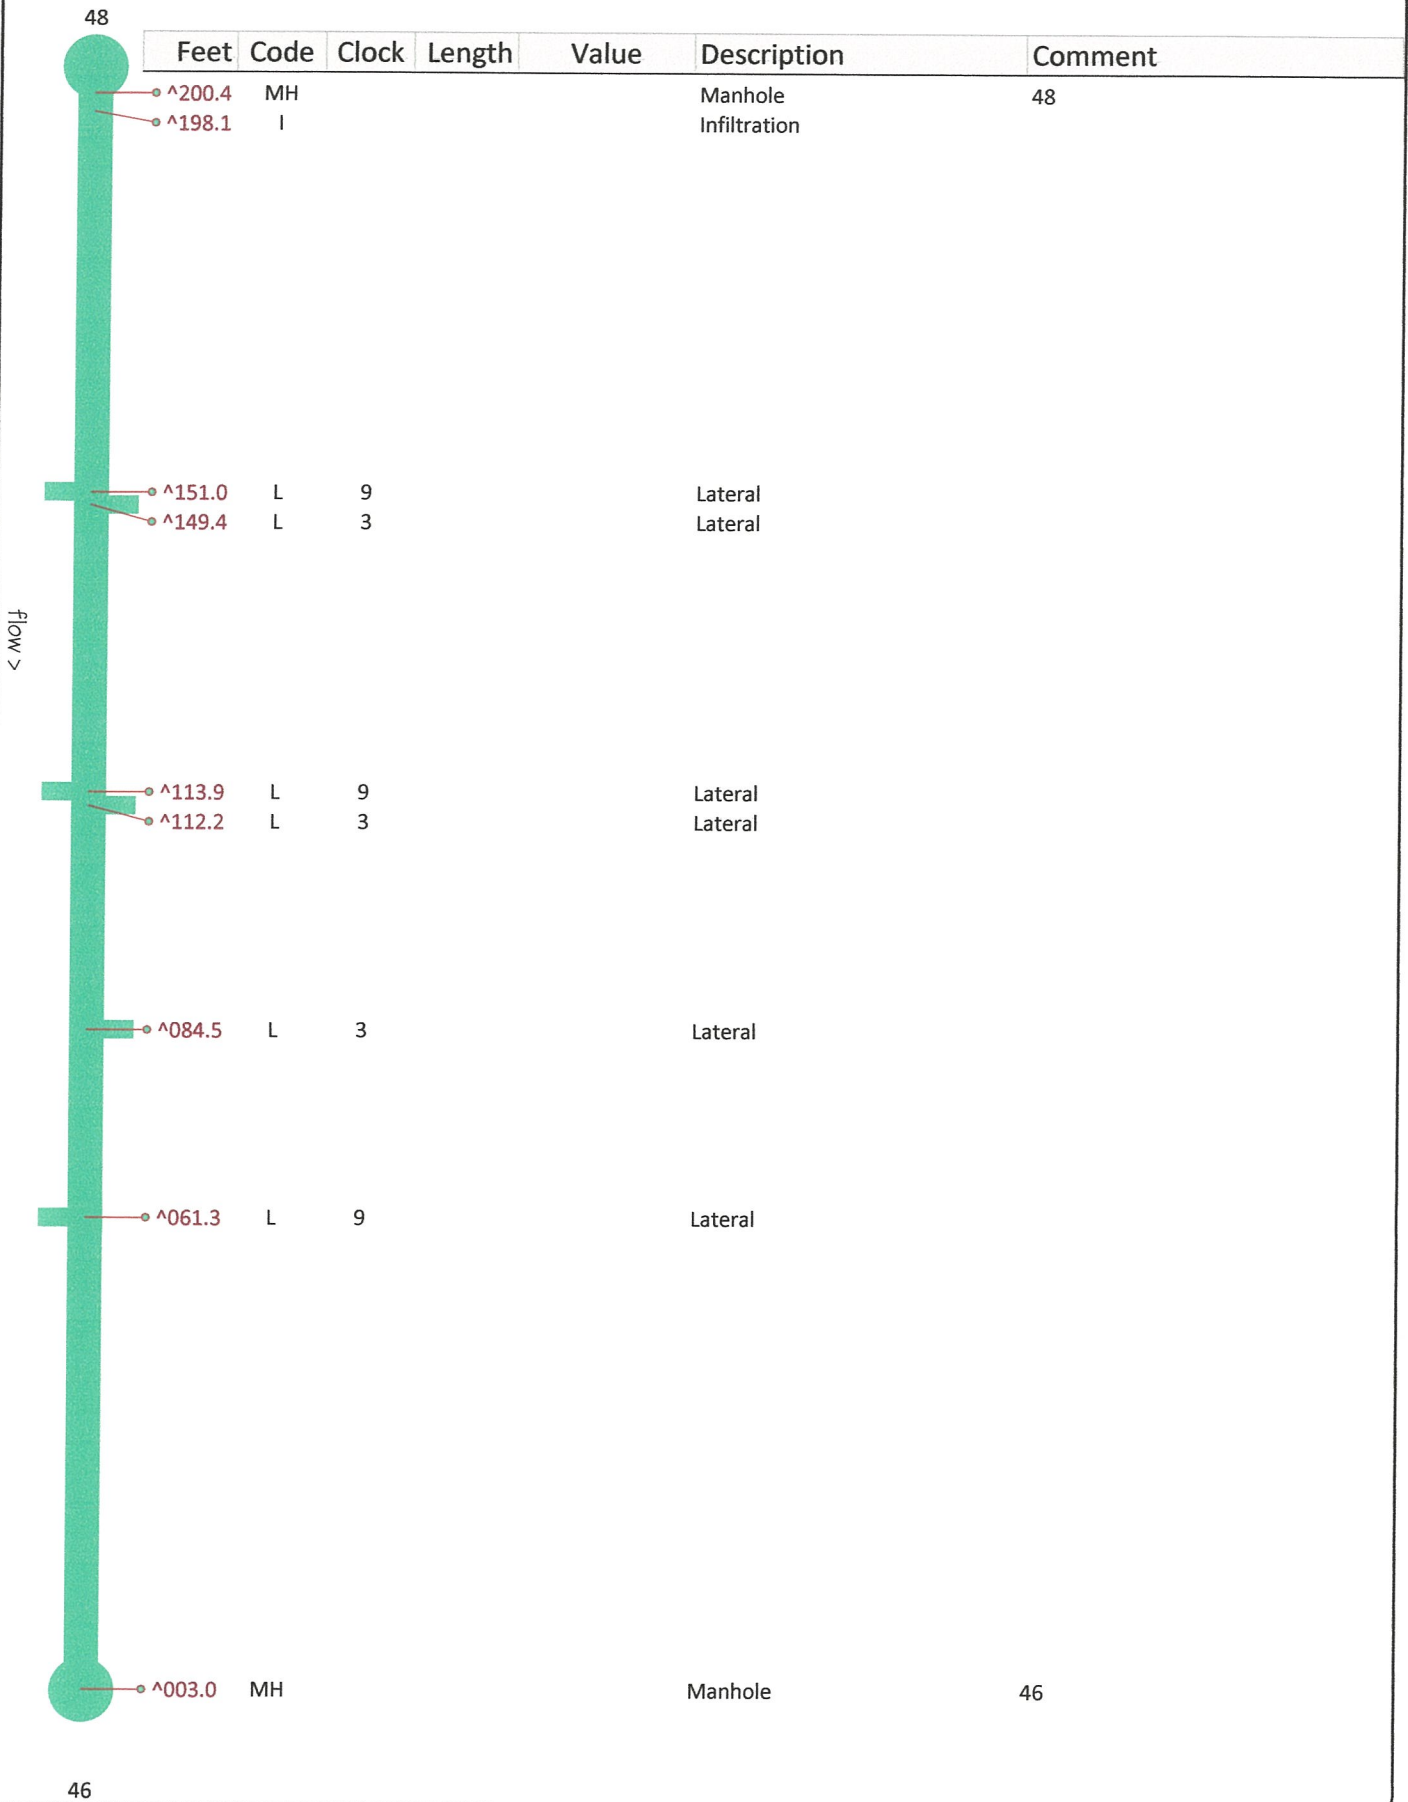 48
Feet Code Clock Length Value Description Comment
^200.4 MH Manhole 48
^198.1 I Infiltration
^151.0 L 9 Lateral
^149.4 L 3 Lateral
flow >
^113.9 L 9 Lateral
^112.2 L 3 Lateral
^084.5 L 3 Lateral
^061.3 L 9 Lateral
^003.0 MH Manhole 46
46